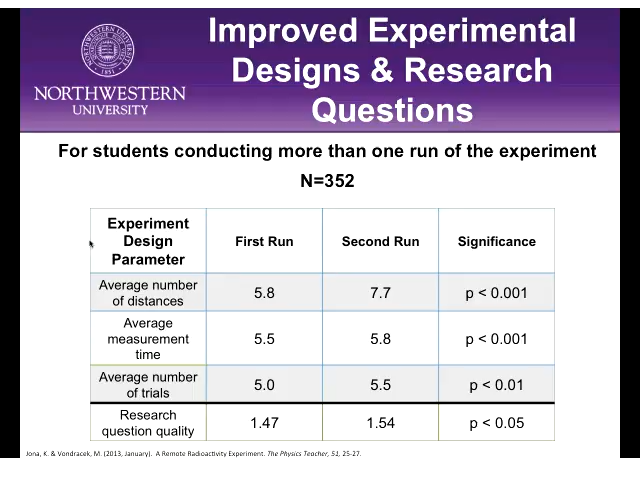 NORTHWESTERN
UNIVERSITY
Improved Experimental
Designs & Research
Questions
For students conducting more than one run of the experiment
N=352
Experiment
Design
Parameter
First Run
Second Run
Significance
Average number
of distances
5.8
7.7
p < 0.001
Average
measurement
time
5.5
5.8
p < 0.001
Average number
of trials
5.0
5.5
p < 0.01
Research
question quality
1.47
1.54
p < 0.05
Jona, K. & Vondracek, M. (2013, January). A Remote Radioactivity Experiment. The Physics Teacher, 51, 25-27.